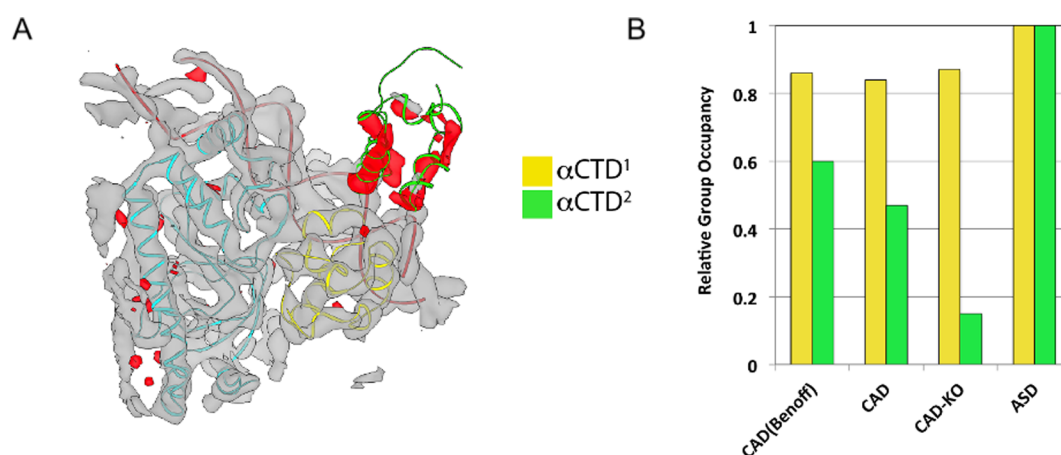 A
αCTD¹
αCTD²
B
Relative Group Occupancy
1
0.8
0.6
0.4
0.2
0
CAD(Benoff)
CAD
CAD-KO
ASD